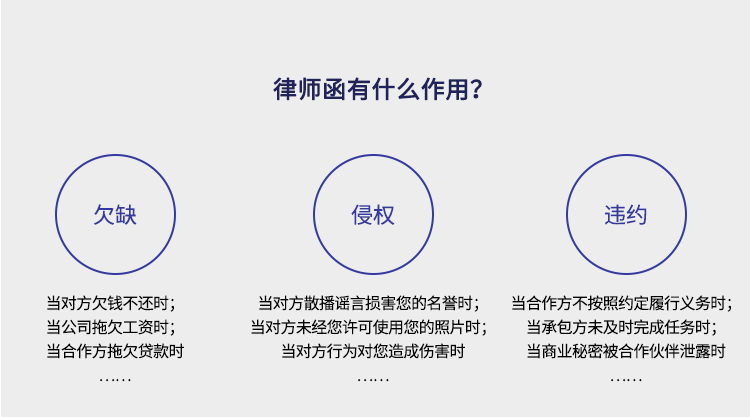 律师函有什么作用?
欠缺
侵权
违约
当对方欠钱不还时;
当公司拖欠工资时;
当合作方拖欠贷款时
……
当对方散播谣言损害您的名誉时;
当对方未经您许可使用您的照片时;
当对方行为对您造成伤害时
……
当合作方不按照约定履行义务时;
当承包方未及时完成任务时;
当商业秘密被合作伙伴泄露时
……